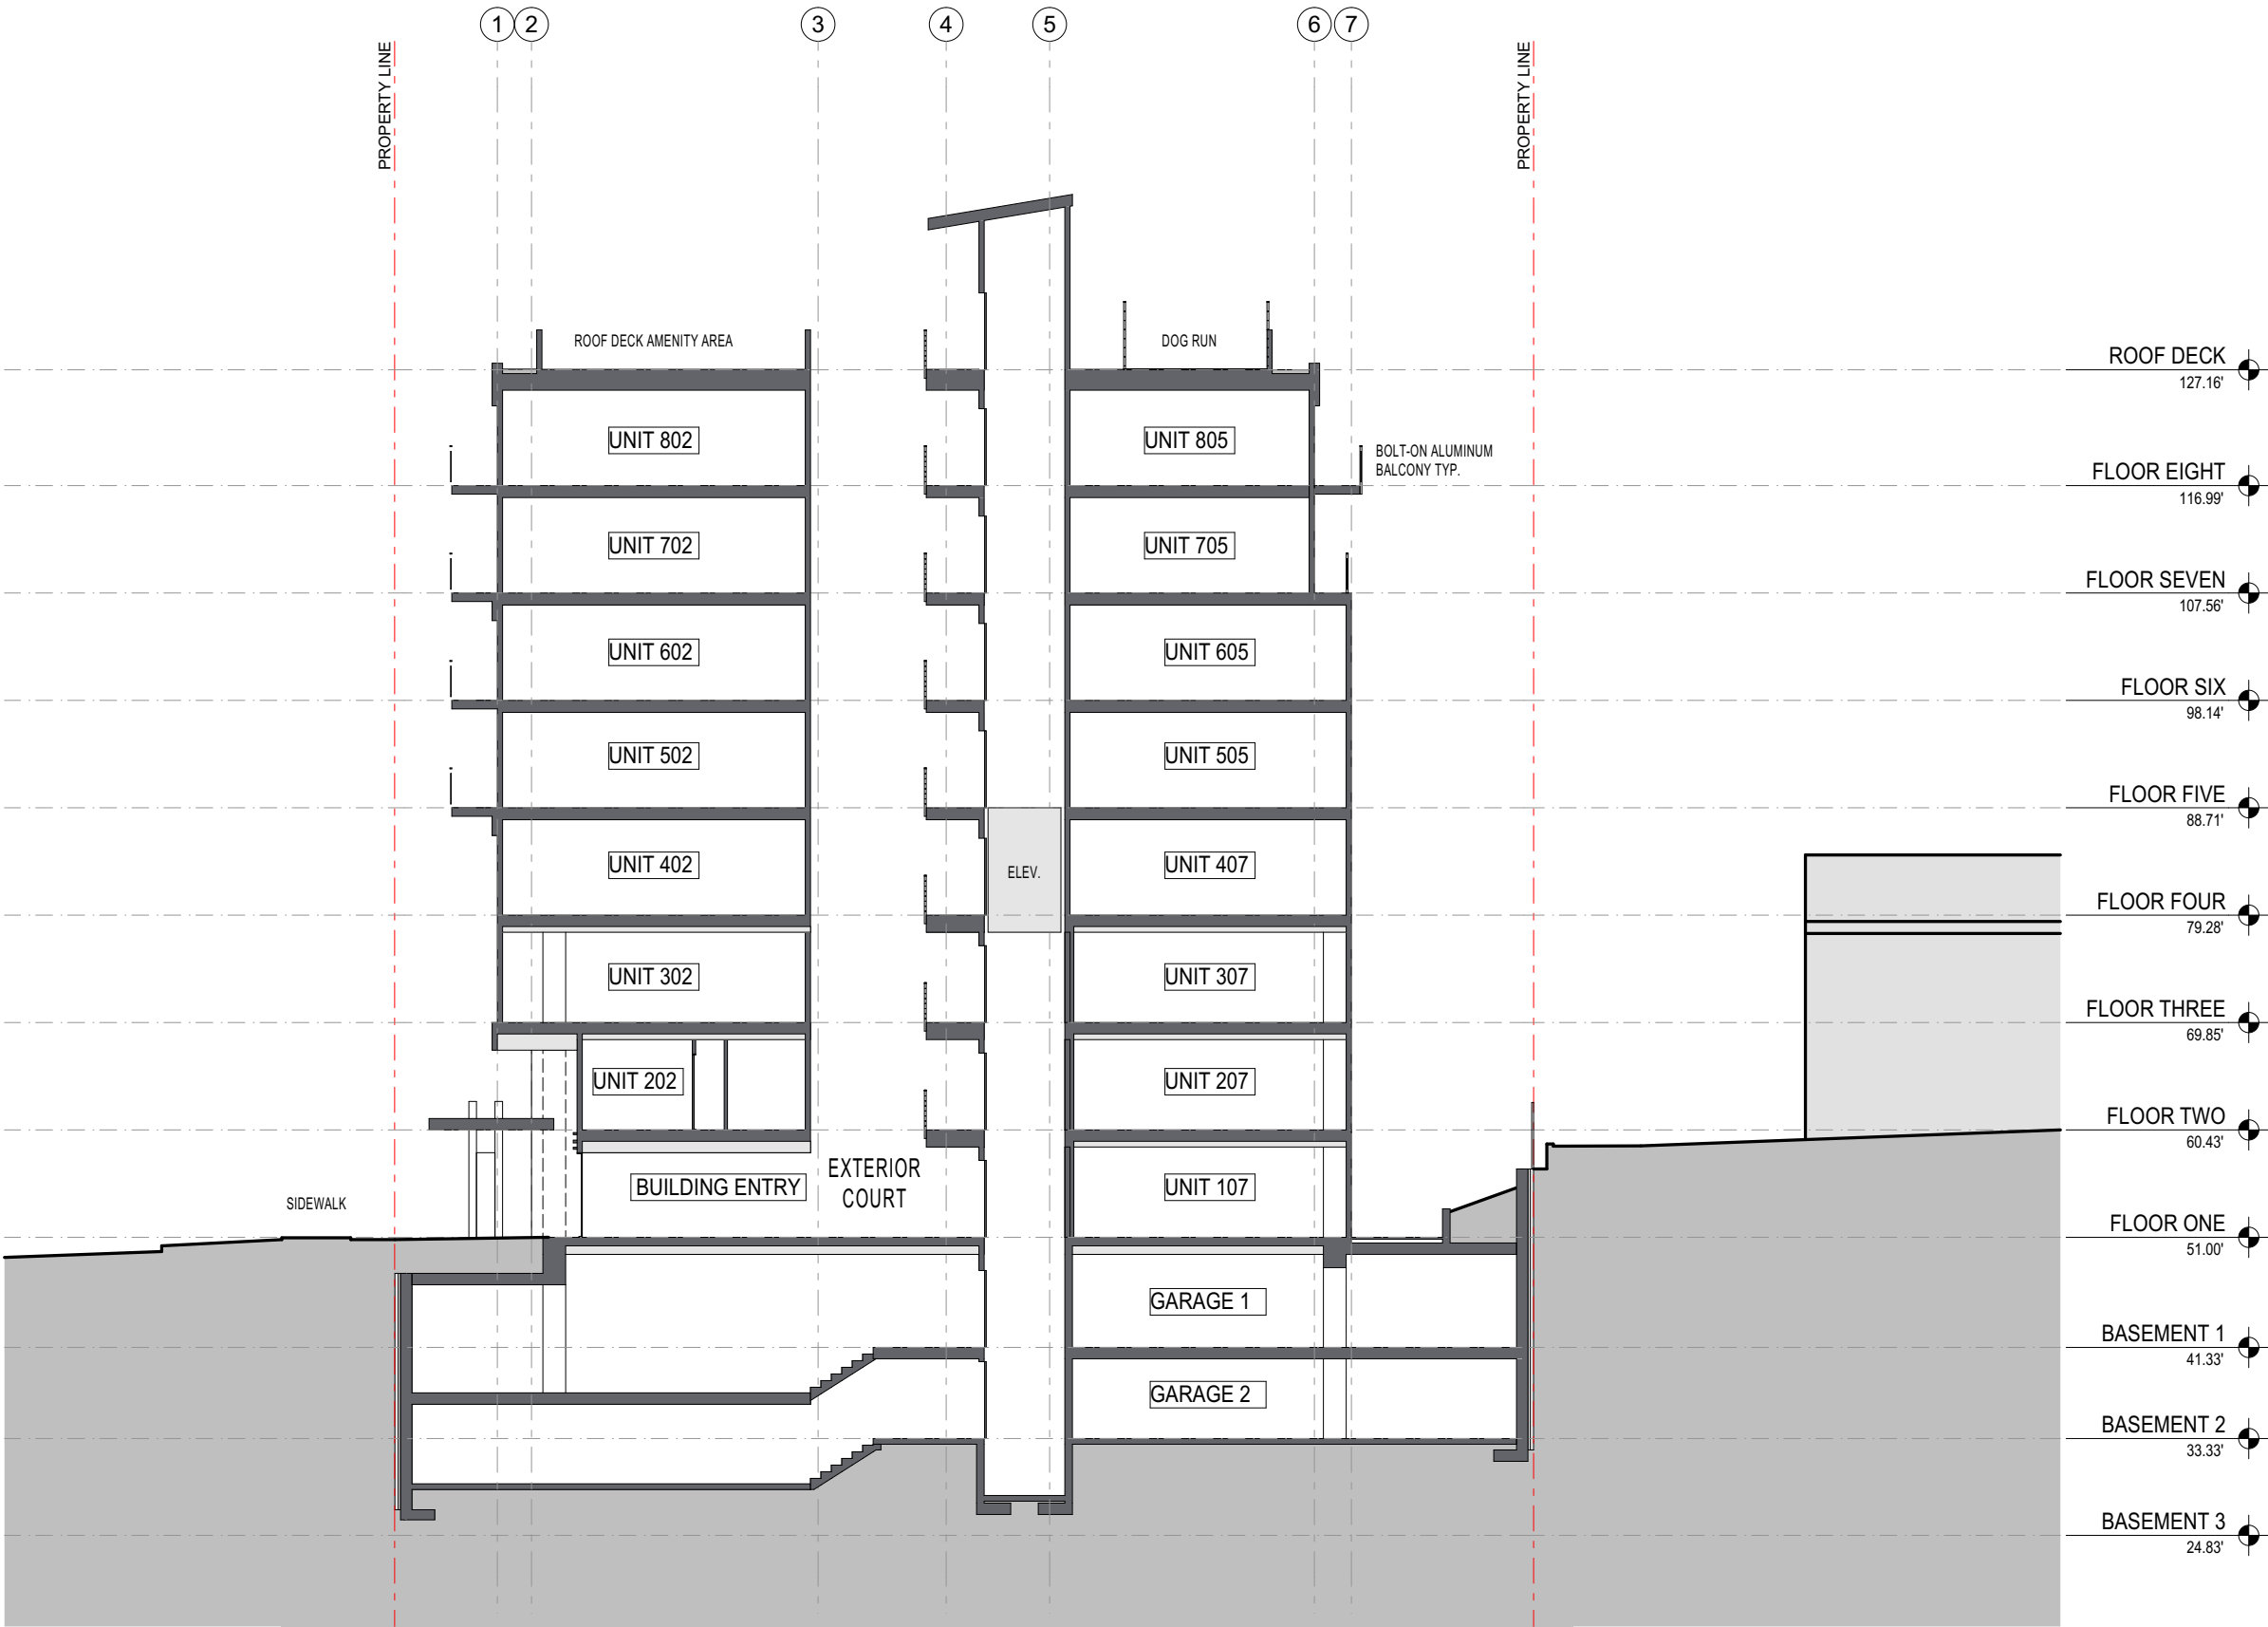 1 2 3 4 5 6 7
PROPERTY LINE
PROPERTY LINE
ROOF DECK AMENITY AREA
DOG RUN
ROOF DECK
127.16'
UNIT 802
UNIT 805
BOLT-ON ALUMINUM
BALCONY TYP.
FLOOR EIGHT
116.99'
UNIT 702
UNIT 705
FLOOR SEVEN
107.56'
UNIT 602
UNIT 605
FLOOR SIX
98.14'
UNIT 502
UNIT 505
FLOOR FIVE
88.71'
UNIT 402
ELEV.
UNIT 407
FLOOR FOUR
79.28'
UNIT 302
UNIT 307
FLOOR THREE
69.85'
UNIT 202
UNIT 207
FLOOR TWO
60.43'
SIDEWALK
BUILDING ENTRY
EXTERIOR
COURT
UNIT 107
FLOOR ONE
51.00'
GARAGE 1
BASEMENT 1
41.33'
GARAGE 2
BASEMENT 2
33.33'
BASEMENT 3
24.83'